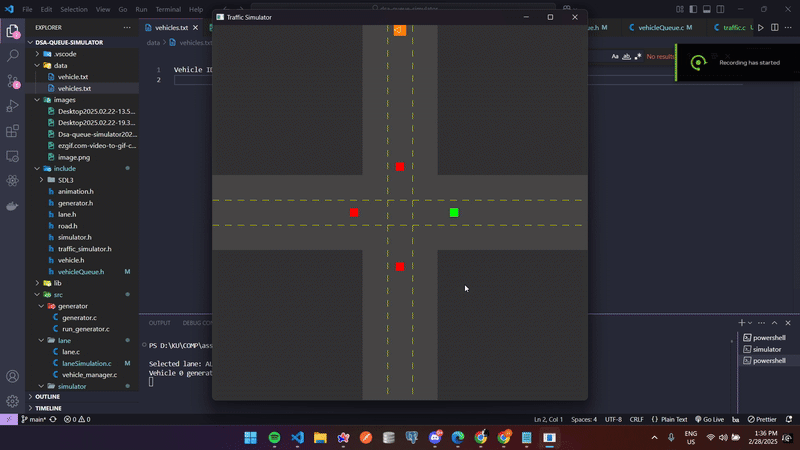 File Edit Selection View Go Run Terminal Help
Traffic Simulator
EXPLORER
DSA-QUEUE-SIMULATOR
.vscode
data
vehicle.txt
vehicles.txt
images
Desktop2025.02.22-13.5...
Desktop2025.02.22-19.3...
Dsa-queue-simulator202...
ezgif.com-video-to-gif-c...
image.png
include
SDL3
animation.h
generator.h
lane.h
road.h
simulator.h
traffic_simulator.h
vehicle.h
vehicleQueue.h M
lib
src
generator
generator.c
run_generator.c
lane
lane.c
laneSimulation.c M
vehicle_manager.c
simulator
OUTLINE
TIMELINE
vehicles.txt
data > vehicles.txt
1 Vehicle ID
2
vehicleQueue.c M
traffic.c
Aa ab No results
Recording has started
OUTPUT DEBUG CO
PS D:\KU\COMP\ass
Selected lane: AL
Vehicle 0 generat
powershell
simulator
powershell
main* 0 0
Ln 2, Col 1 Spaces: 4 UTF-8 CRLF Plain Text Go Live Prettier
ENG
US
1:36 PM
2/28/2025